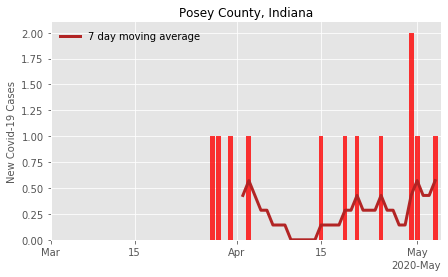 Posey County, Indiana
7 day moving average
New Covid-19 Cases
2.00
1.75
1.50
1.25
1.00
0.75
0.50
0.25
0.00
Mar 15 Apr 15 May
2020-May